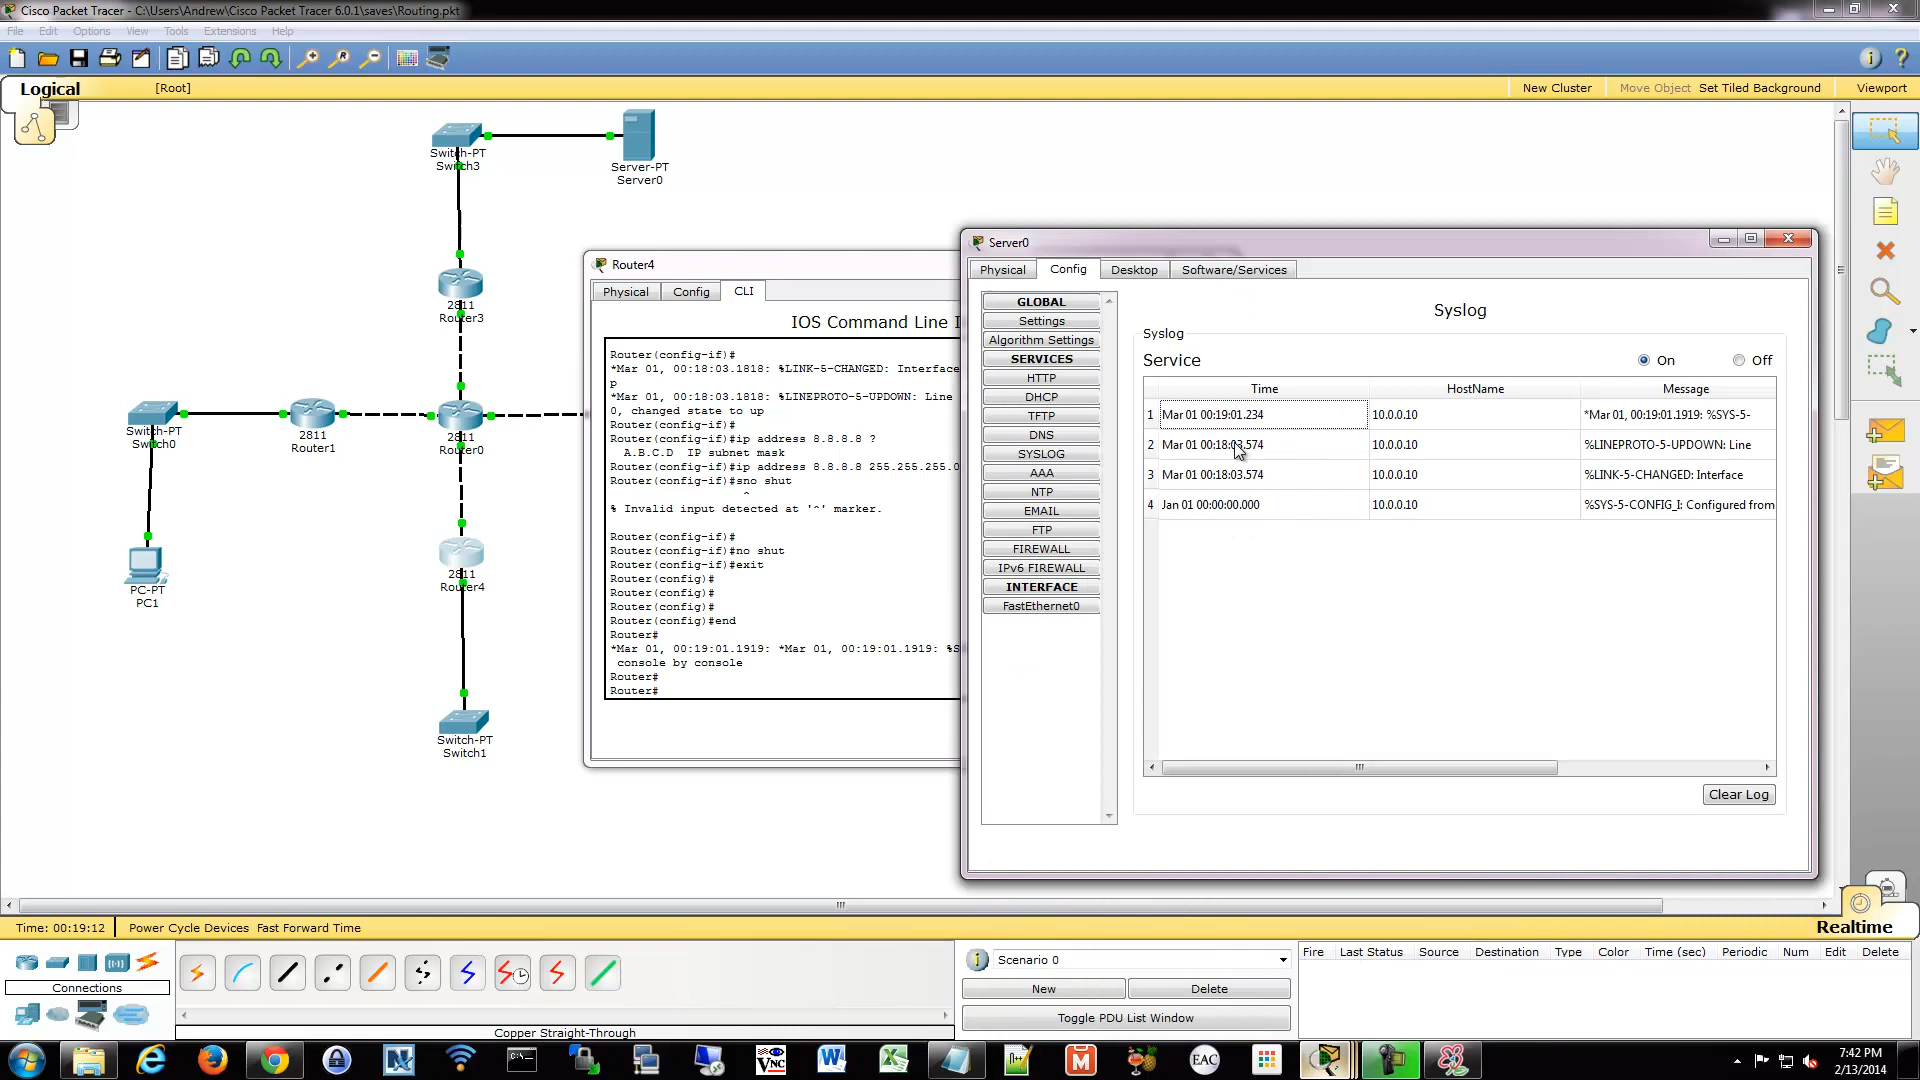 Cisco Packet Tracer - C:\Users\Andrew\Cisco Packet Tracer 6.0.1\saves\Routing.pkt
File Edit Options View Tools Extensions Help
Logical [Root] New Cluster Move Object Set Tiled Background Viewport
Switch-PT
Switch3
Server-PT
Server0
2811
Router3
Switch-PT
Switch0
2811
Router1
2811
Router0
PC-PT
PC1
2811
Router4
Switch-PT
Switch1
Router4
Physical Config CLI
IOS Command Line I
Router(config-if)#
*Mar 01, 00:18:03.1818: %LINK-5-CHANGED: Interface
p
*Mar 01, 00:18:03.1818: %LINEPROTO-5-UPDOWN: Line
0, changed state to up
Router(config-if)#
Router(config-if)#ip address 8.8.8.8 ?
A.B.C.D IP subnet mask
Router(config-if)#ip address 8.8.8.8 255.255.255.0
Router(config-if)#sno shut
^
% Invalid input detected at '^' marker.
Router(config-if)#
Router(config-if)#no shut
Router(config-if)#exit
Router(config)#
Router(config)#
Router(config)#
Router(config)#end
Router#
*Mar 01, 00:19:01.1919: *Mar 01, 00:19:01.1919: %S
console by console
Router#
Router#
Server0
Physical Config Desktop Software/Services
GLOBAL
Settings
Algorithm Settings
SERVICES
HTTP
DHCP
TFTP
DNS
SYSLOG
AAA
NTP
EMAIL
FTP
FIREWALL
IPv6 FIREWALL
INTERFACE
FastEthernet0
Syslog
Syslog
Service On Off
Time HostName Message
1 Mar 01 00:19:01.234 10.0.0.10 *Mar 01, 00:19:01.1919: %SYS-5-
2 Mar 01 00:18:03.574 10.0.0.10 %LINEPROTO-5-UPDOWN: Line
3 Mar 01 00:18:03.574 10.0.0.10 %LINK-5-CHANGED: Interface
4 Jan 01 00:00:00.000 10.0.0.10 %SYS-5-CONFIG_I: Configured from
Clear Log
Time: 00:19:12 Power Cycle Devices Fast Forward Time Realtime
Connections
Copper Straight-Through
Scenario 0
New Delete
Toggle PDU List Window
Fire Last Status Source Destination Type Color Time (sec) Periodic Num Edit Delete
EAC
7:42 PM
2/13/2014